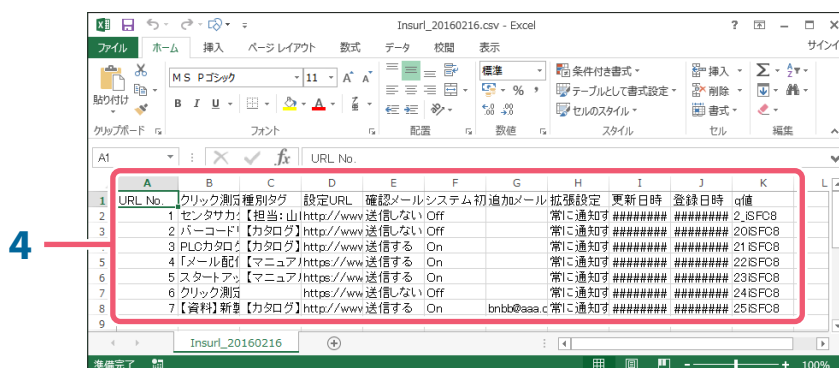 Insurl_20160216.csv - Excel
ファイル ホーム 挿入 ページ レイアウト 数式 データ 校閲 表示 サインイ
貼り付け
MS Pゴシック 11 A A
B I U A
標準
% ,
条件付き書式
テーブルとして書式設定
セルのスタイル
挿入
削除
書式
クリップボード フォント 配置 数値 スタイル セル 編集
A1 fx URL No.
A B C D E F G H I J K L
1 URL No. クリック測定 種別タグ 設定URL 確認メール システム初 追加メール 拡張設定 更新日時 登録日時 q値
2 1 センサカ 【担当:山 http://www 送信しない Off 常に通知す ######## ######## 2_iSFC8
3 2 バーコード 【カタログ】 http://www 送信しない Off 常に通知す ######## ######## 20iSFC8
4 3 PLCカタログ 【カタログ】 http://www 送信する On 常に通知す ######## ######## 21iSFC8
5 4 「メール配信 【マニュア https://ww 送信する On 常に通知す ######## ######## 22iSFC8
6 5 スタートアッ 【マニュア https://ww 送信する On 常に通知す ######## ######## 23iSFC8
7 6 クリック測定 https://ww 送信しない Off 常に通知す ######## ######## 24iSFC8
8 7 【資料】新製 【カタログ】 http://www 送信する On bnbb@aaa.c 常に通知す ######## ######## 25iSFC8
9
4
Insurl_20160216
準備完了 100%